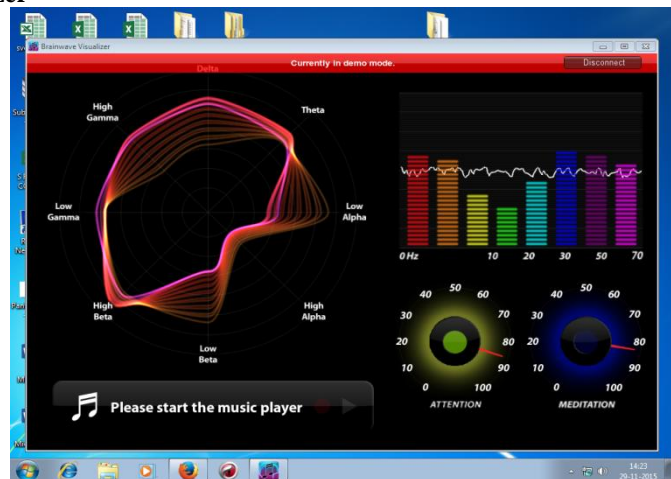 Brainwave Visualizer
Currently in demo mode.
Disconnect
Delta
High
Gamma
Theta
Low
Gamma
Low
Alpha
High
Beta
High
Alpha
Low
Beta
0 Hz 10 20 30 50 70
40 50 60
30 70
20 80
10 90
0 100
ATTENTION
40 50 60
30 70
20 80
10 90
0 100
MEDITATION
Please start the music player
14:23
29-11-2015